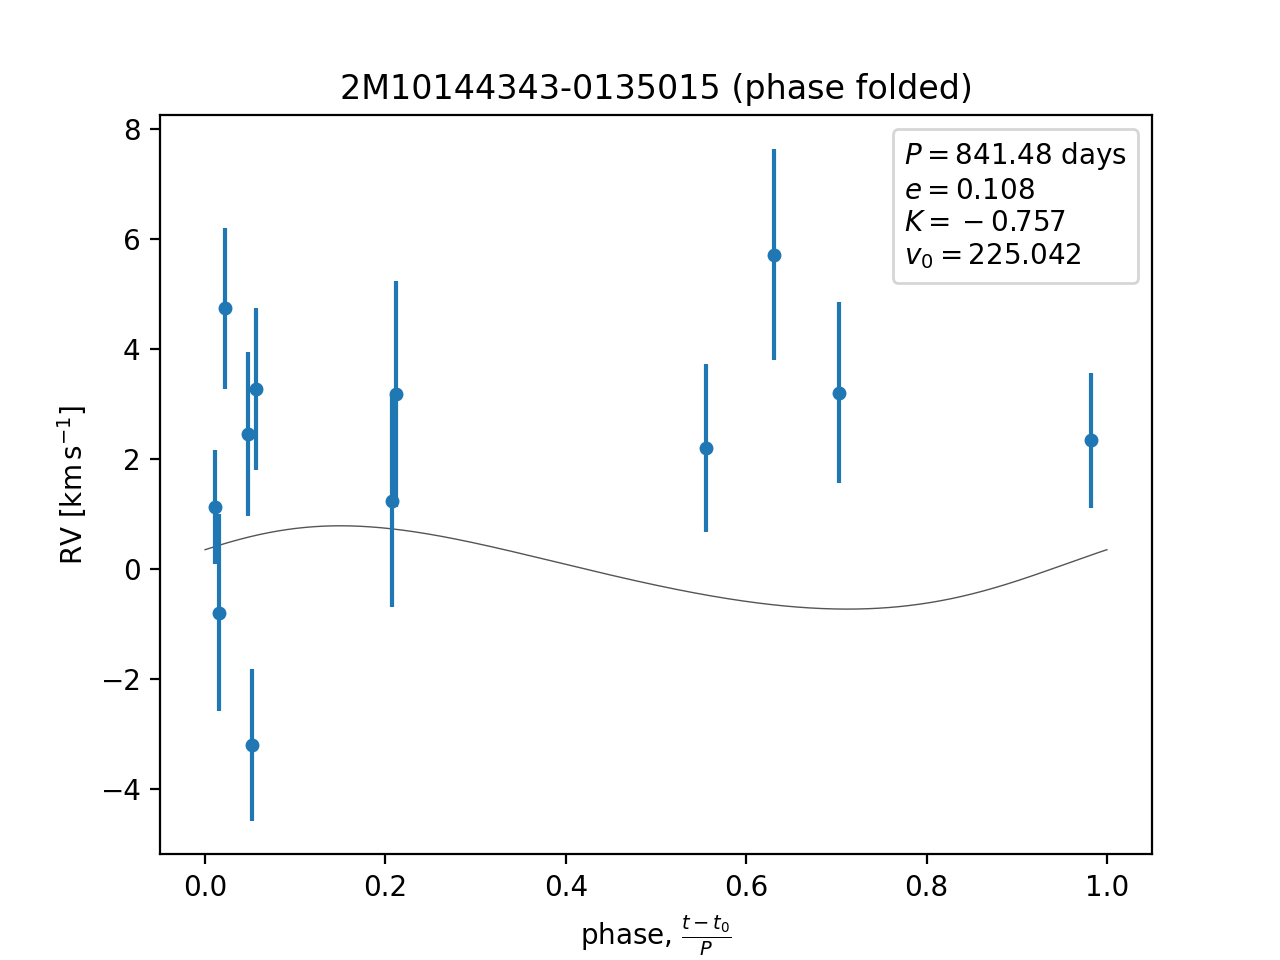 2M10144343-0135015 (phase folded)
P = 841.48 days
e = 0.108
K = −0.757
v₀ = 225.042
8
6
4
2
0
−2
−4
RV [km s⁻¹]
0.0 0.2 0.4 0.6 0.8 1.0
phase, (t − t₀)/P